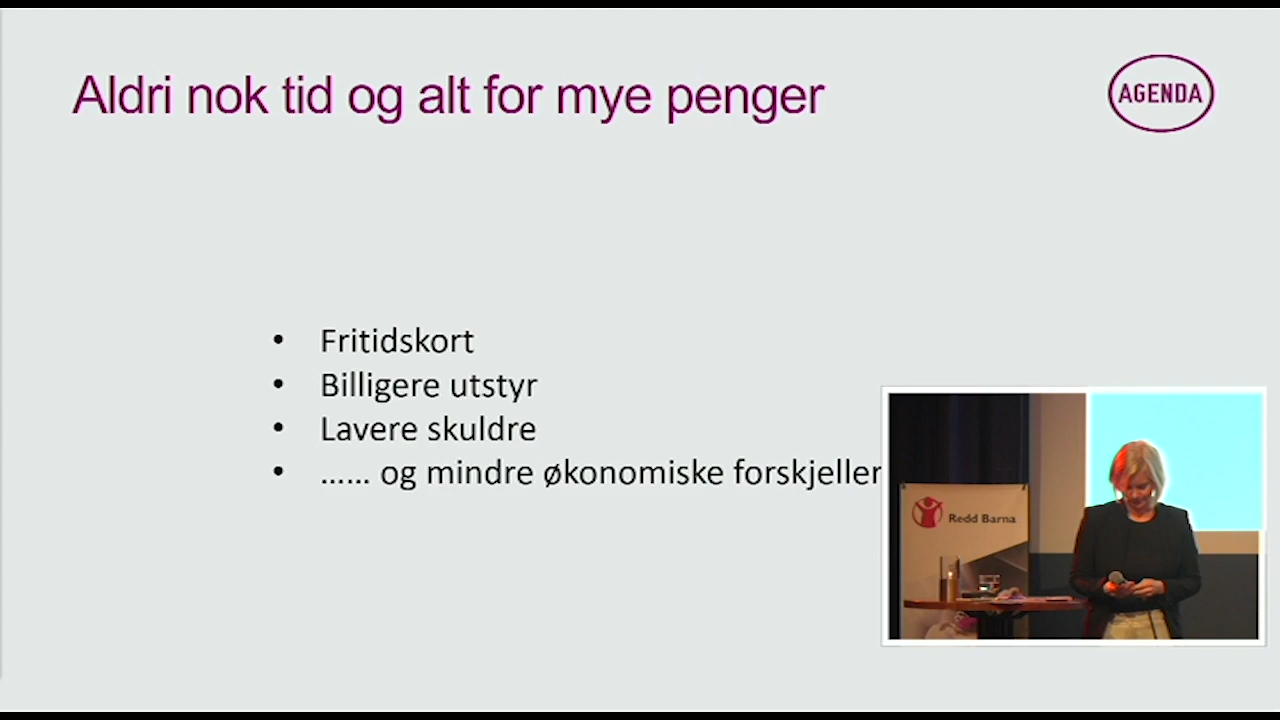 Aldri nok tid og alt for mye penger
AGENDA
• Fritidskort
• Billigere utstyr
• Lavere skuldre
• …… og mindre økonomiske forskjeller
Redd Barna